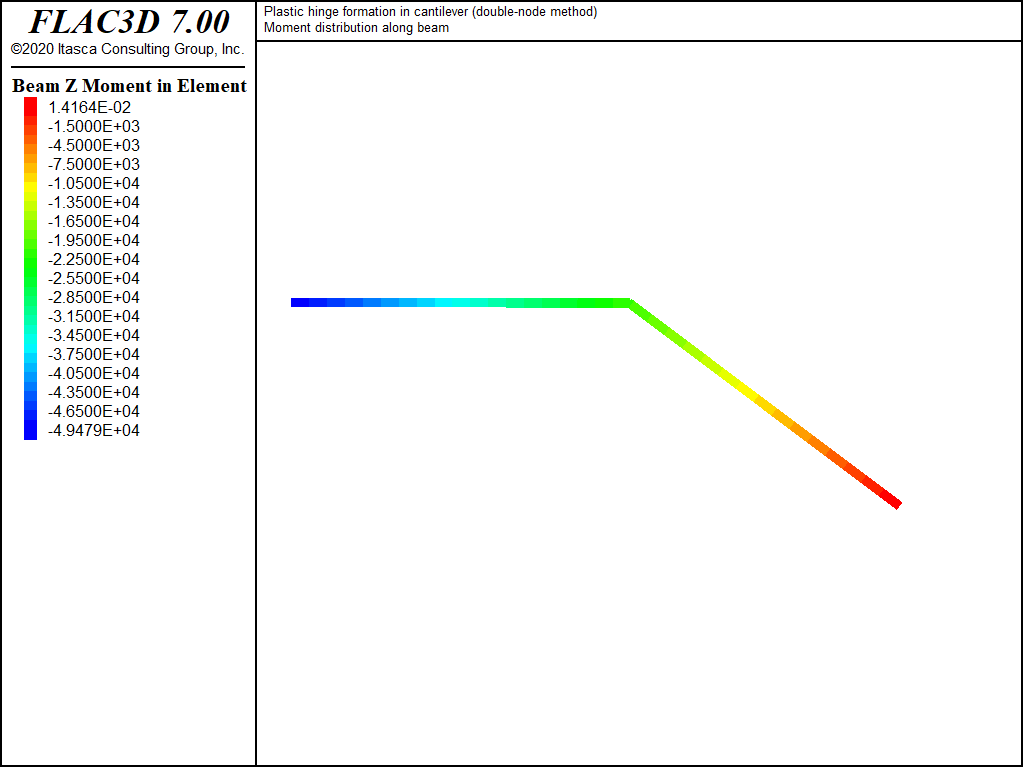 FLAC3D 7.00
©2020 Itasca Consulting Group, Inc.
Plastic hinge formation in cantilever (double-node method)
Moment distribution along beam
Beam Z Moment in Element
1.4164E-02
-1.5000E+03
-4.5000E+03
-7.5000E+03
-1.0500E+04
-1.3500E+04
-1.6500E+04
-1.9500E+04
-2.2500E+04
-2.5500E+04
-2.8500E+04
-3.1500E+04
-3.4500E+04
-3.7500E+04
-4.0500E+04
-4.3500E+04
-4.6500E+04
-4.9479E+04